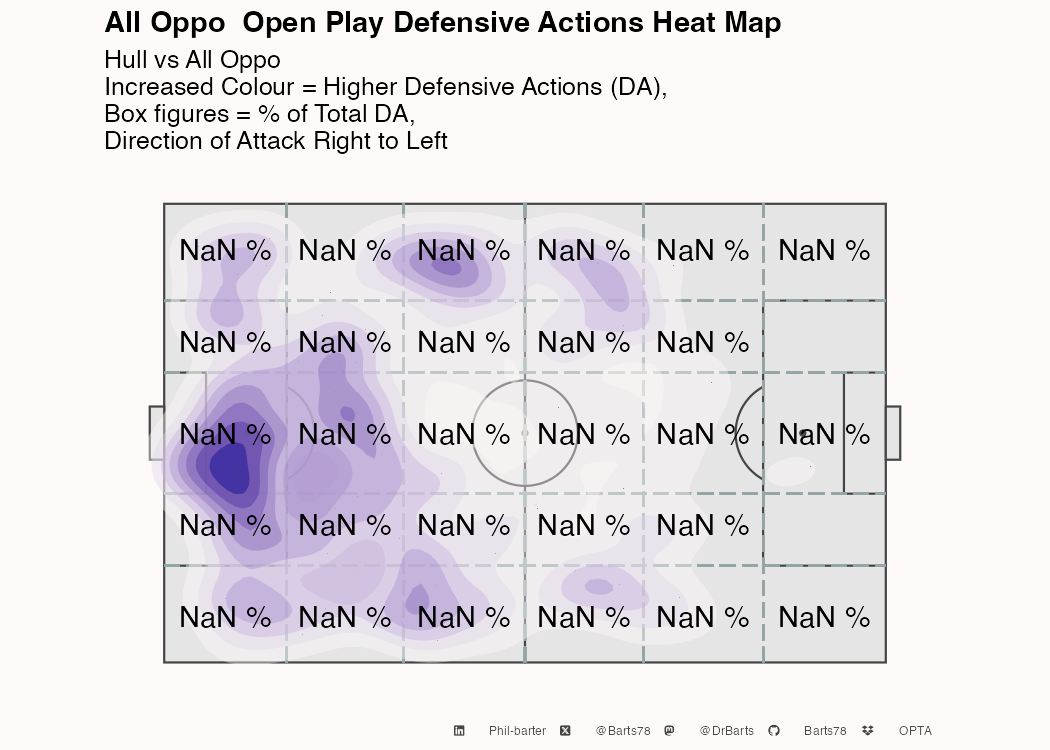 All Oppo  Open Play Defensive Actions Heat Map
Hull vs All Oppo
Increased Colour = Higher Defensive Actions (DA),
Box figures = % of Total DA,
Direction of Attack Right to Left
NaN % NaN % NaN % NaN % NaN % NaN %
NaN % NaN % NaN % NaN % NaN %
NaN % NaN % NaN % NaN % NaN % NaN %
NaN % NaN % NaN % NaN % NaN %
NaN % NaN % NaN % NaN % NaN % NaN %
Phil-barter @Barts78 @DrBarts Barts78 OPTA